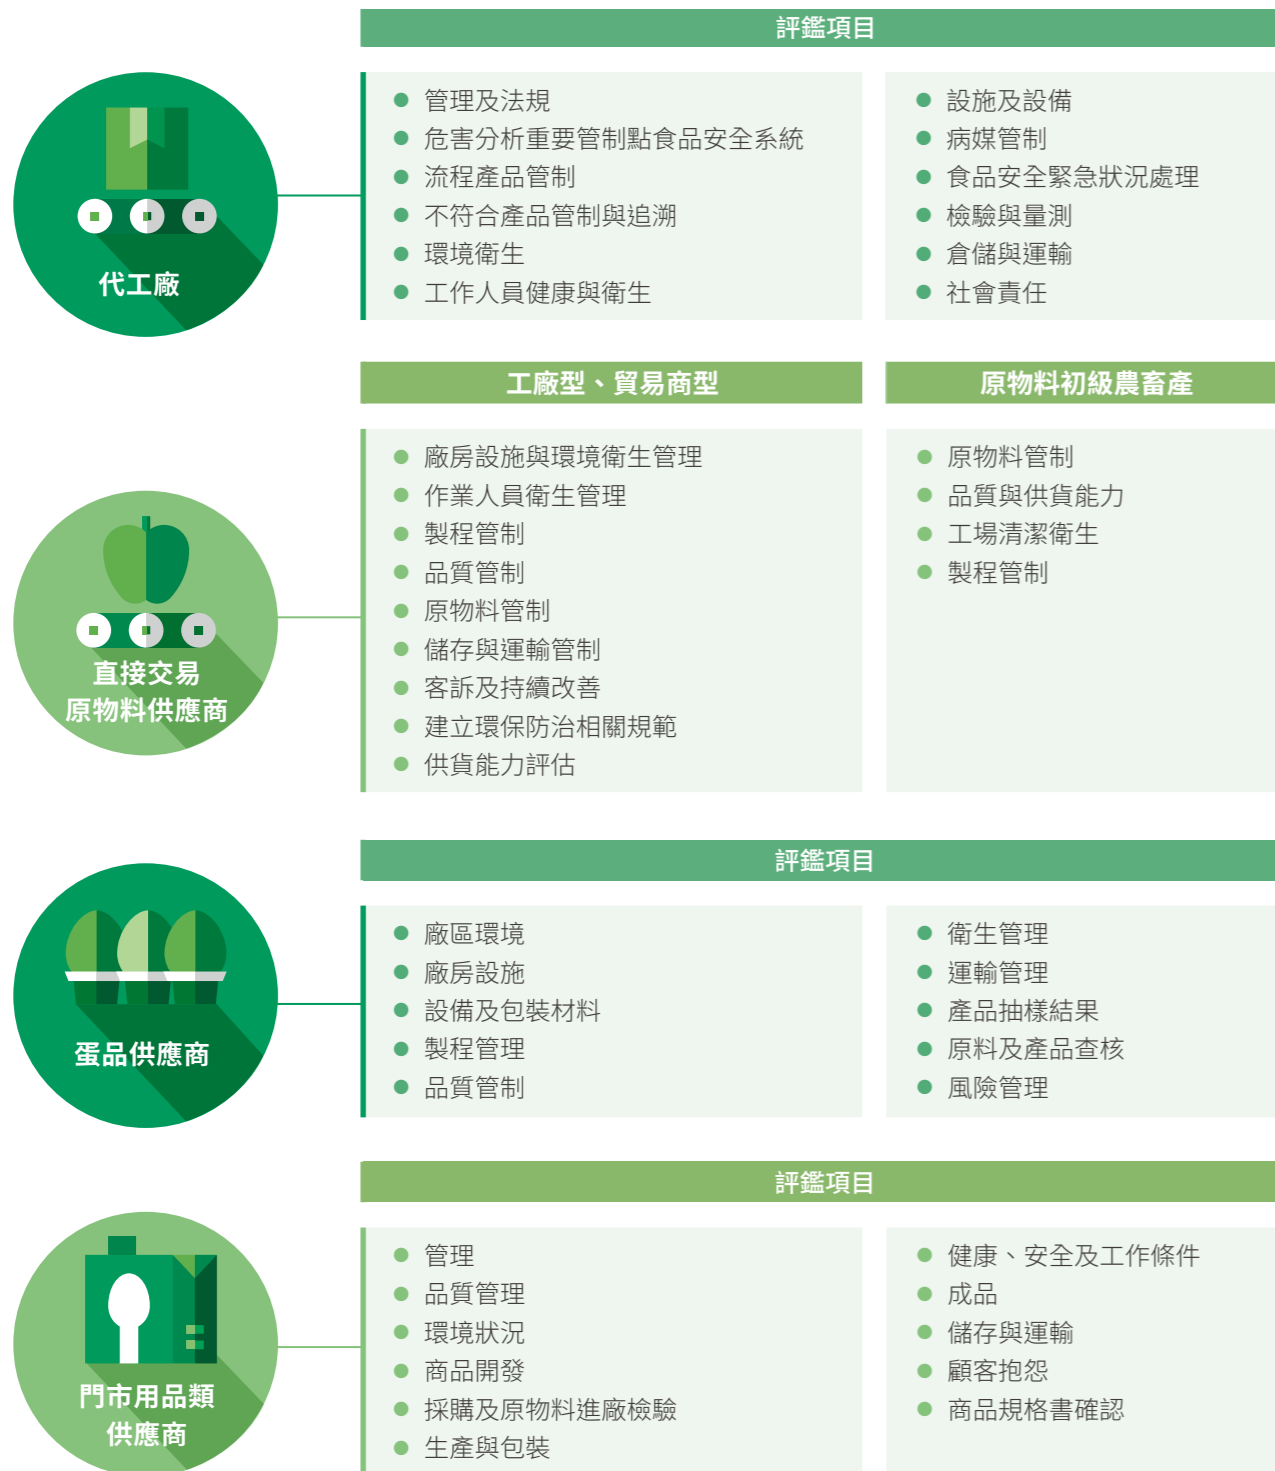 評鑑項目
代工廠
管理及法規
危害分析重要管制點食品安全系統
流程產品管制
不符合產品管制與追溯
環境衛生
工作人員健康與衛生
設施及設備
病媒管制
食品安全緊急狀況處理
檢驗與量測
倉儲與運輸
社會責任
工廠型、貿易商型
原物料初級農畜產
直接交易
原物料供應商
廠房設施與環境衛生管理
作業人員衛生管理
製程管制
品質管制
原物料管制
儲存與運輸管制
客訴及持續改善
建立環保防治相關規範
供貨能力評估
原物料管制
品質與供貨能力
工場清潔衛生
製程管制
評鑑項目
蛋品供應商
廠區環境
廠房設施
設備及包裝材料
製程管理
品質管制
衛生管理
運輸管理
產品抽樣結果
原料及產品查核
風險管理
評鑑項目
門市用品類
供應商
管理
品質管理
環境狀況
商品開發
採購及原物料進廠檢驗
生產與包裝
健康、安全及工作條件
成品
儲存與運輸
顧客抱怨
商品規格書確認